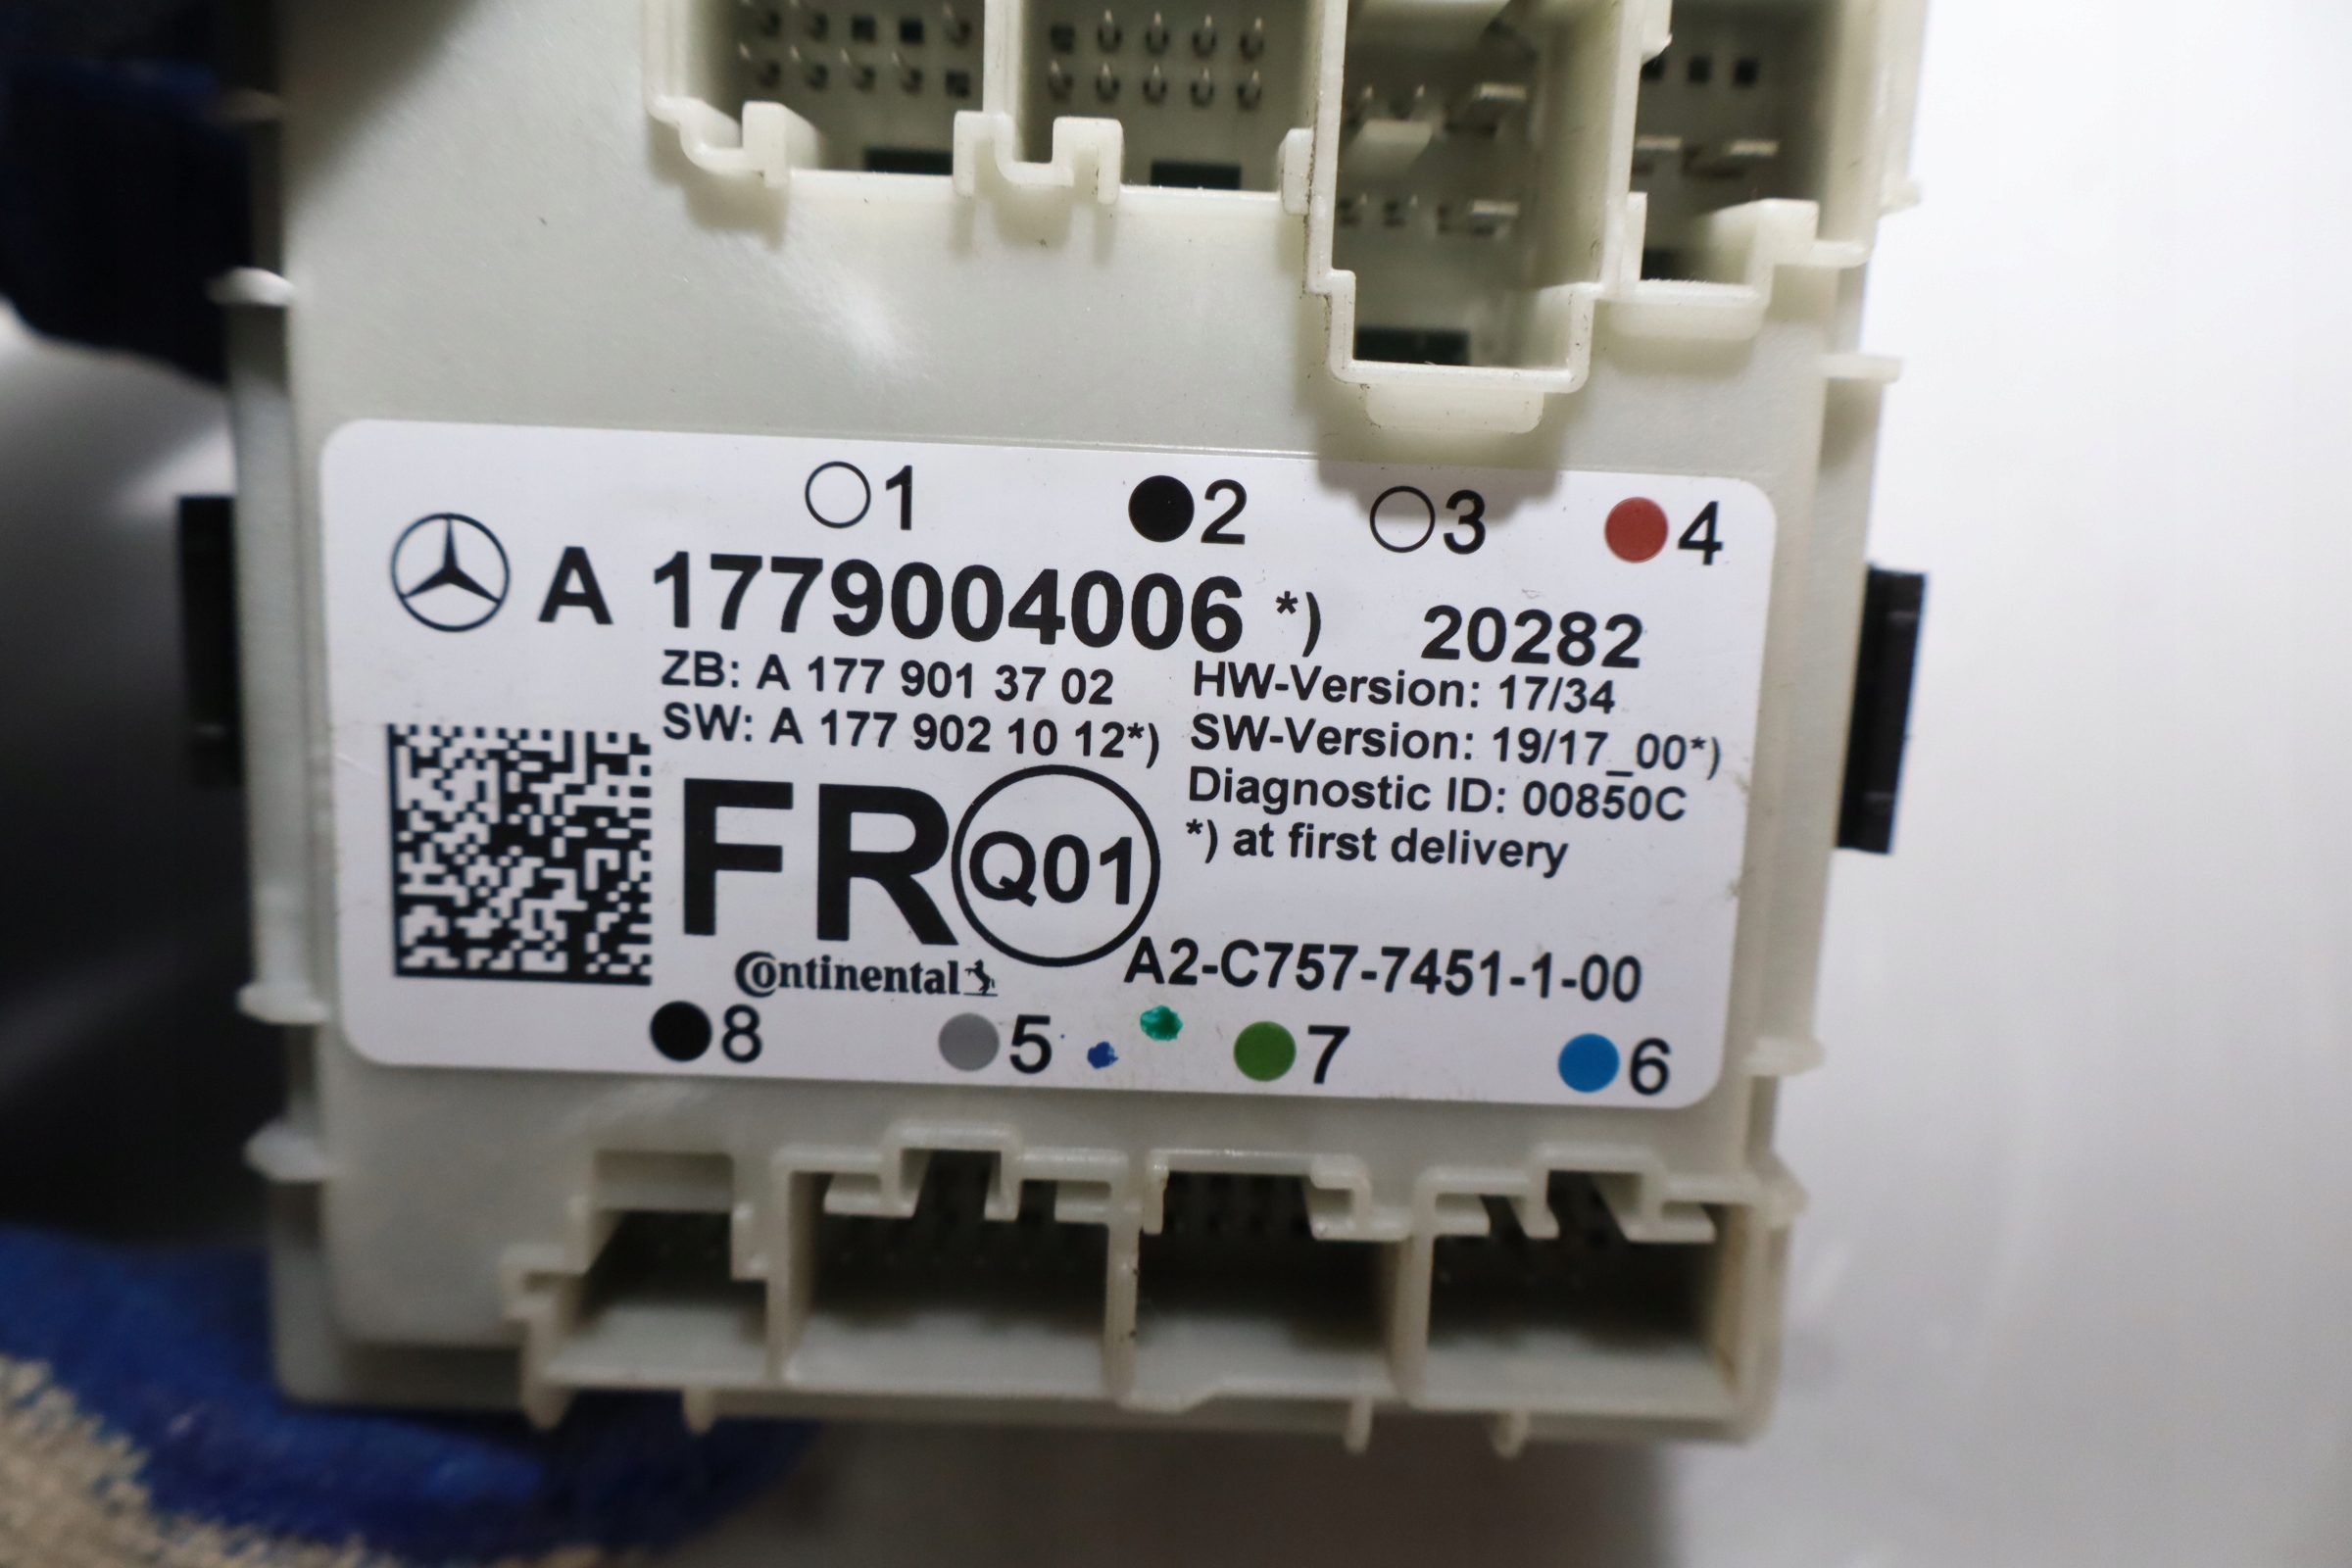 1 2 3 4
A 1779004006 *) 20282
ZB: A 177 901 37 02
SW: A 177 902 10 12*)
HW-Version: 17/34
SW-Version: 19/17_00*)
Diagnostic ID: 00850C
*) at first delivery
FR Q01
Continental
A2-C757-7451-1-00
8 5 7 6